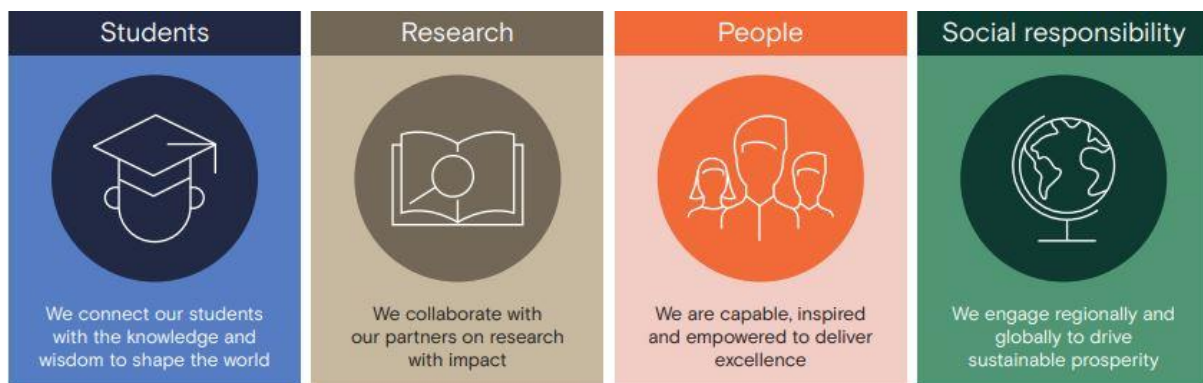 Students
We connect our students
with the knowledge and
wisdom to shape the world
Research
We collaborate with
our partners on research
with impact
People
We are capable, inspired
and empowered to deliver
excellence
Social responsibility
We engage regionally and
globally to drive
sustainable prosperity